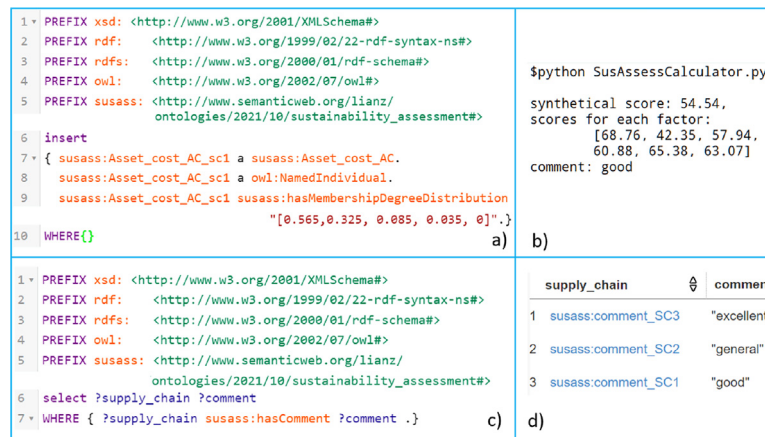 1 PREFIX xsd: <http://www.w3.org/2001/XMLSchema#>
2 PREFIX rdf: <http://www.w3.org/1999/02/22-rdf-syntax-ns#>
3 PREFIX rdfs: <http://www.w3.org/2000/01/rdf-schema#>
4 PREFIX owl: <http://www.w3.org/2002/07/owl#>
5 PREFIX susass: <http://www.semanticweb.org/lianz/
ontologies/2021/10/sustainability_assessment#>
6 insert
7 { susass:Asset_cost_AC_sc1 a susass:Asset_cost_AC.
8 susass:Asset_cost_AC_sc1 a owl:NamedIndividual.
9 susass:Asset_cost_AC_sc1 susass:hasMembershipDegreeDistribution
"[0.565,0.325, 0.085, 0.035, 0]".}
10 WHERE{}
a)
$python SusAssessCalculator.py
synthetical score: 54.54,
scores for each factor:
[68.76, 42.35, 57.94,
60.88, 65.38, 63.07]
comment: good
b)
1 PREFIX xsd: <http://www.w3.org/2001/XMLSchema#>
2 PREFIX rdf: <http://www.w3.org/1999/02/22-rdf-syntax-ns#>
3 PREFIX rdfs: <http://www.w3.org/2000/01/rdf-schema#>
4 PREFIX owl: <http://www.w3.org/2002/07/owl#>
5 PREFIX susass: <http://www.semanticweb.org/lianz/
ontologies/2021/10/sustainability_assessment#>
6 select ?supply_chain ?comment
7 WHERE { ?supply_chain susass:hasComment ?comment .}
c)
supply_chain commen
1 susass:comment_SC3 "excellent
2 susass:comment_SC2 "general"
3 susass:comment_SC1 "good"
d)